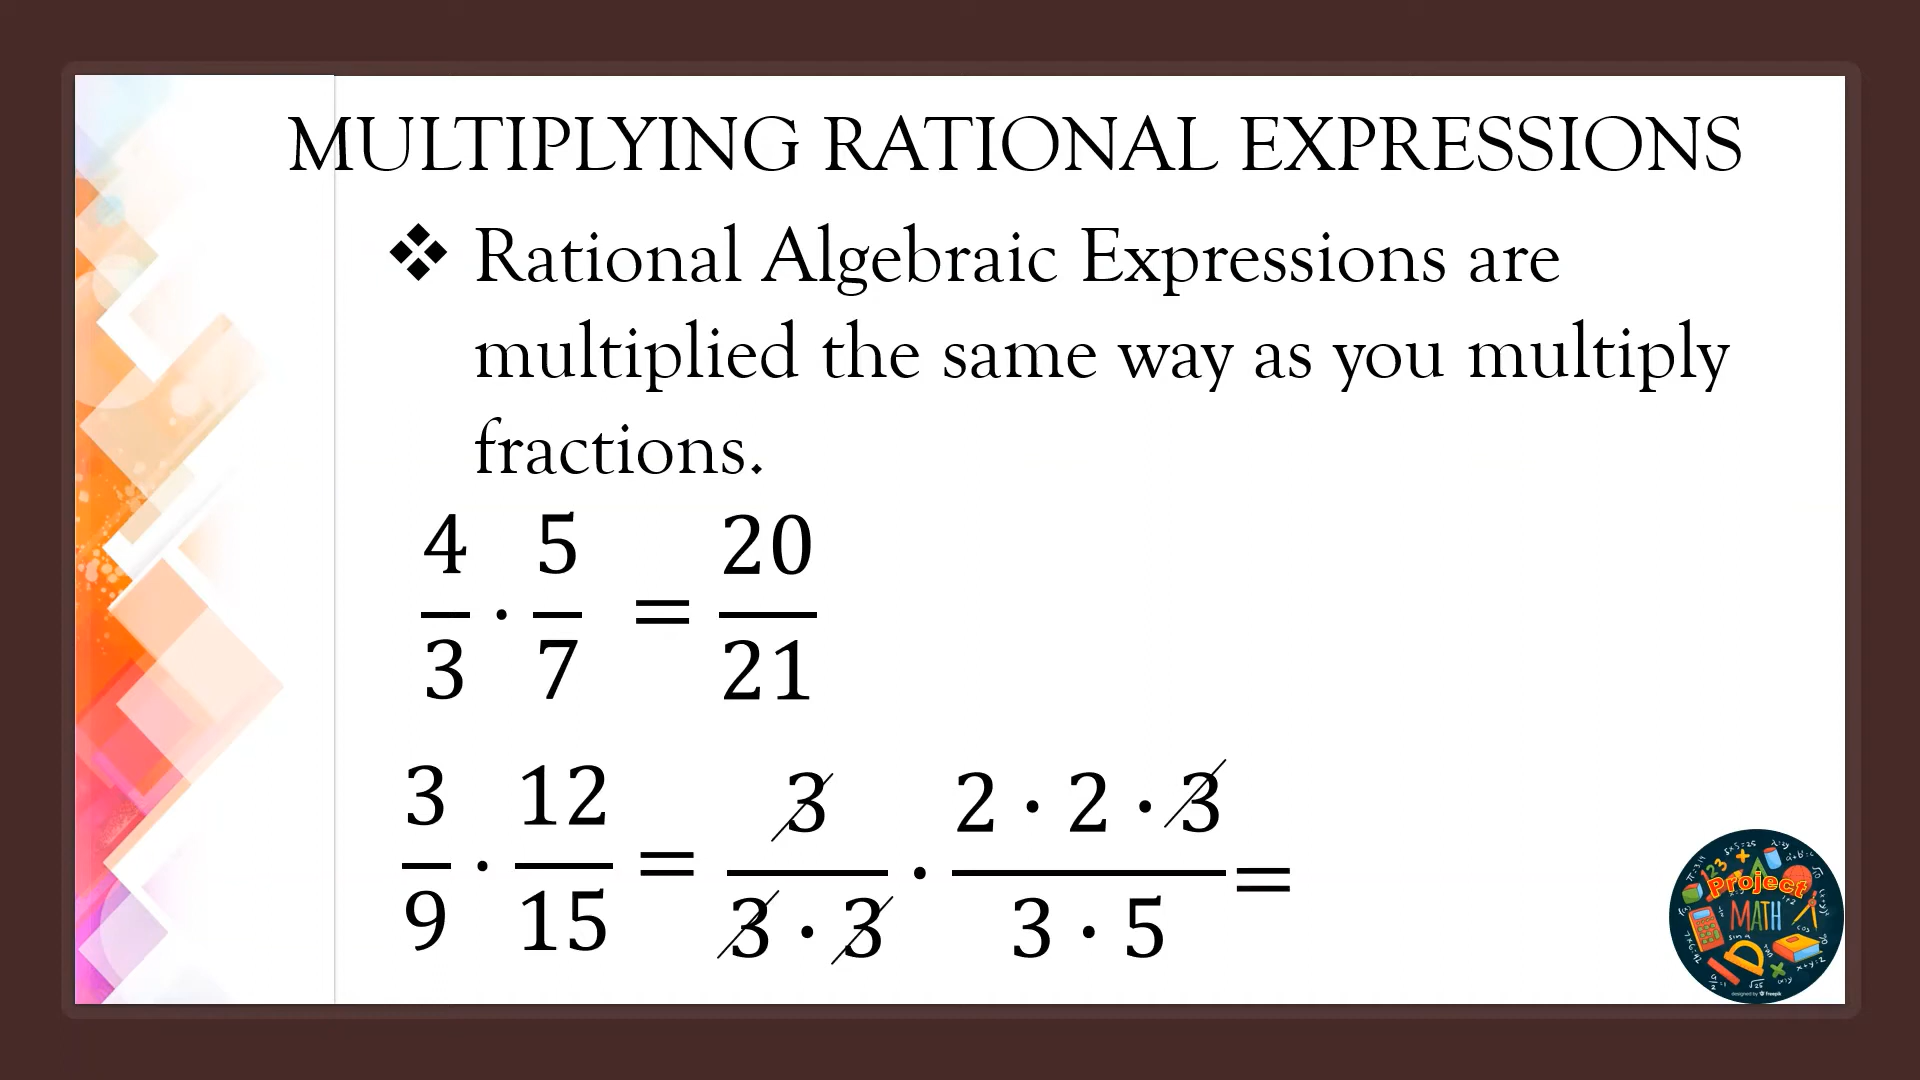 MULTIPLYING RATIONAL EXPRESSIONS
❖ Rational Algebraic Expressions are
multiplied the same way as you multiply
fractions.
4/3 · 5/7 = 20/21
3/9 · 12/15 = 3/(3 · 3) · (2 · 2 · 3)/(3 · 5) =
Project
MATH